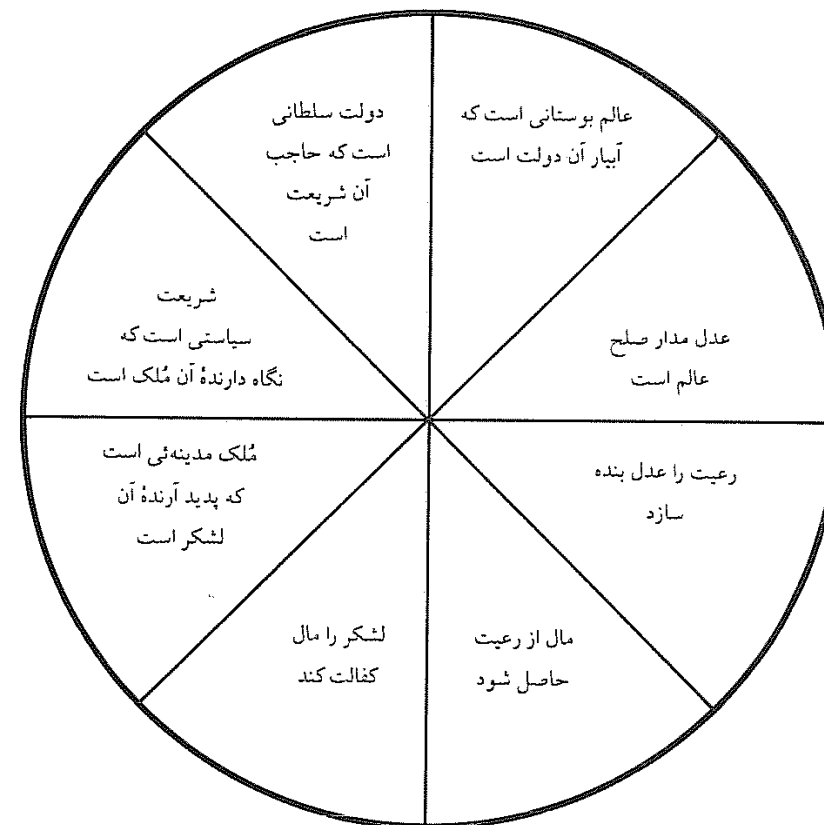 عالم بوستانی است که
آبیار آن دولت است
دولت سلطانی
است که حاجب
آن شریعت
است
شریعت
سیاستی است که
نگاه دارندهٔ آن مُلک است
مُلک مدینه‌ئی است
که پدید آرندهٔ آن
لشکر است
لشکر را مال
کفالت کند
مال از رعیت
حاصل شود
رعیت را عدل بنده
سازد
عدل مدار صلح
عالم است